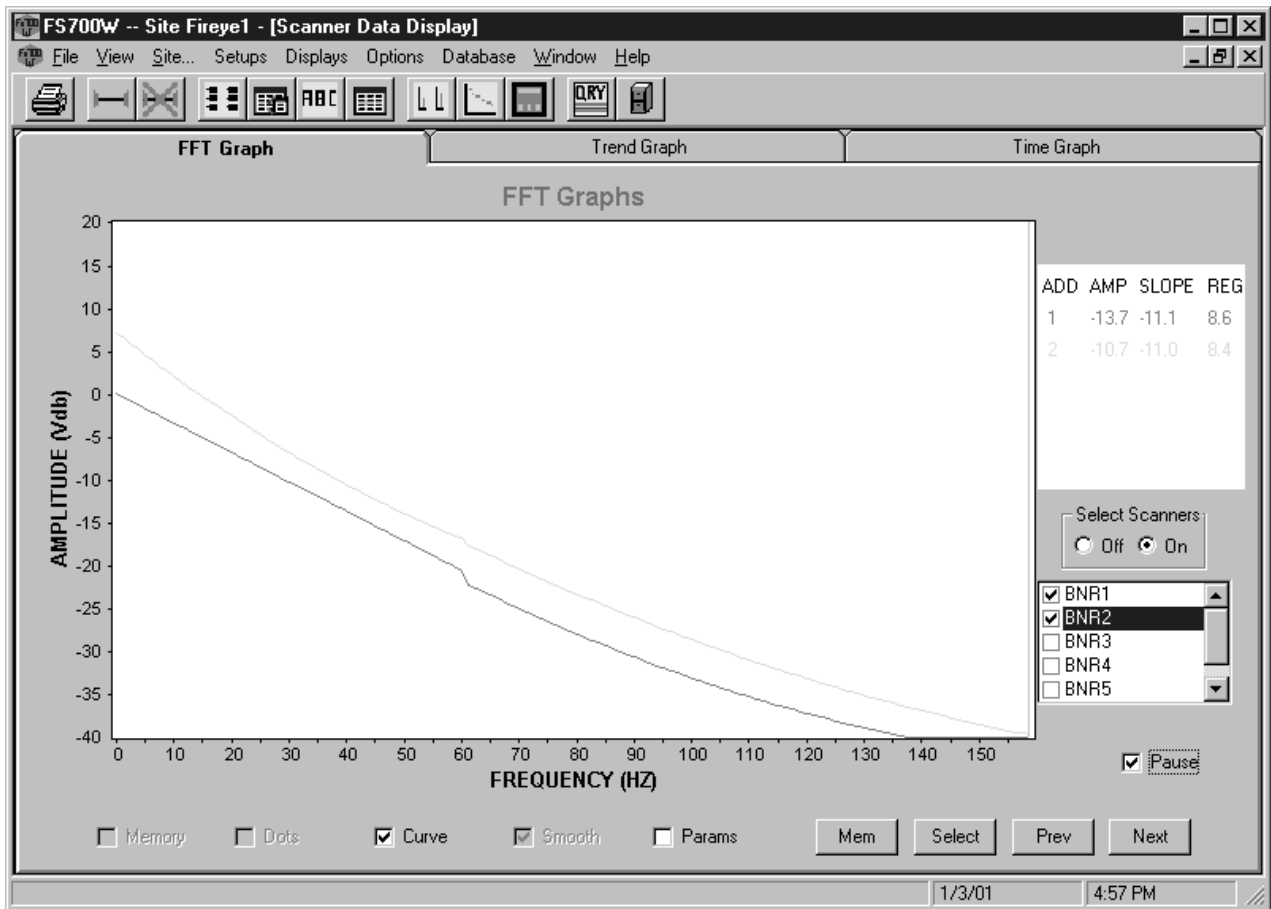 FS700W -- Site Fireye1 - [Scanner Data Display]
File View Site... Setups Displays Options Database Window Help
ABC QRY
FFT Graph Trend Graph Time Graph
FFT Graphs
AMPLITUDE (Vdb)
20
15
10
5
0
-5
-10
-15
-20
-25
-30
-35
-40
0 10 20 30 40 50 60 70 80 90 100 110 120 130 140 150
FREQUENCY (HZ)
ADD AMP SLOPE REG
1 -13.7 -11.1 8.6
2 -10.7 -11.0 8.4
Select Scanners
Off On
BNR1
BNR2
BNR3
BNR4
BNR5
Pause
Memory Dots Curve Smooth Params Mem Select Prev Next
1/3/01 4:57 PM